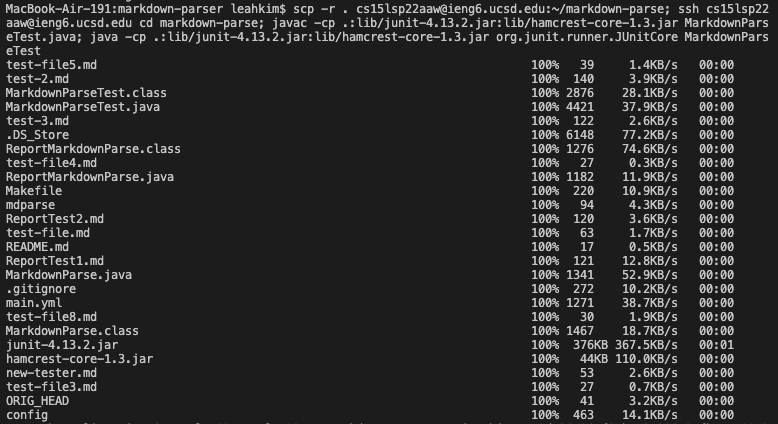 MacBook-Air-191:markdown-parser leahkim$ scp -r . cs15lsp22aaw@ieng6.ucsd.edu:~/markdown-parse; ssh cs15lsp22
aaw@ieng6.ucsd.edu cd markdown-parse; javac -cp .:lib/junit-4.13.2.jar:lib/hamcrest-core-1.3.jar MarkdownPars
eTest.java; java -cp .:lib/junit-4.13.2.jar:lib/hamcrest-core-1.3.jar org.junit.runner.JUnitCore MarkdownPars
eTest
test-file5.md 100% 39 1.4KB/s 00:00
test-2.md 100% 140 3.9KB/s 00:00
MarkdownParseTest.class 100% 2876 28.1KB/s 00:00
MarkdownParseTest.java 100% 4421 37.9KB/s 00:00
test-3.md 100% 122 2.6KB/s 00:00
.DS_Store 100% 6148 77.2KB/s 00:00
ReportMarkdownParse.class 100% 1276 74.6KB/s 00:00
test-file4.md 100% 27 0.3KB/s 00:00
ReportMarkdownParse.java 100% 1182 11.9KB/s 00:00
Makefile 100% 220 10.9KB/s 00:00
mdparse 100% 94 4.3KB/s 00:00
ReportTest2.md 100% 120 3.6KB/s 00:00
test-file.md 100% 63 1.7KB/s 00:00
README.md 100% 17 0.5KB/s 00:00
ReportTest1.md 100% 121 12.8KB/s 00:00
MarkdownParse.java 100% 1341 52.9KB/s 00:00
.gitignore 100% 272 10.2KB/s 00:00
main.yml 100% 1271 38.7KB/s 00:00
test-file8.md 100% 30 1.9KB/s 00:00
MarkdownParse.class 100% 1467 18.7KB/s 00:00
junit-4.13.2.jar 100% 376KB 367.5KB/s 00:01
hamcrest-core-1.3.jar 100% 44KB 110.0KB/s 00:00
new-tester.md 100% 53 2.6KB/s 00:00
test-file3.md 100% 27 0.7KB/s 00:00
ORIG_HEAD 100% 41 3.2KB/s 00:00
config 100% 463 14.1KB/s 00:00